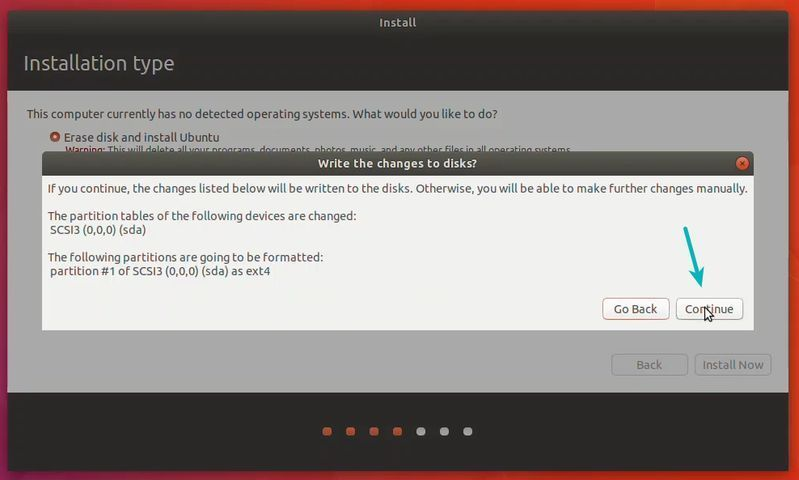 Install
Installation type
This computer currently has no detected operating systems. What would you like to do?
Erase disk and install Ubuntu
Warning: This will delete all your programs, documents, photos, music, and any other files in all operating systems.
Write the changes to disks?
If you continue, the changes listed below will be written to the disks. Otherwise, you will be able to make further changes manually.
The partition tables of the following devices are changed:
SCSI3 (0,0,0) (sda)
The following partitions are going to be formatted:
partition #1 of SCSI3 (0,0,0) (sda) as ext4
Go Back
Continue
Back
Install Now